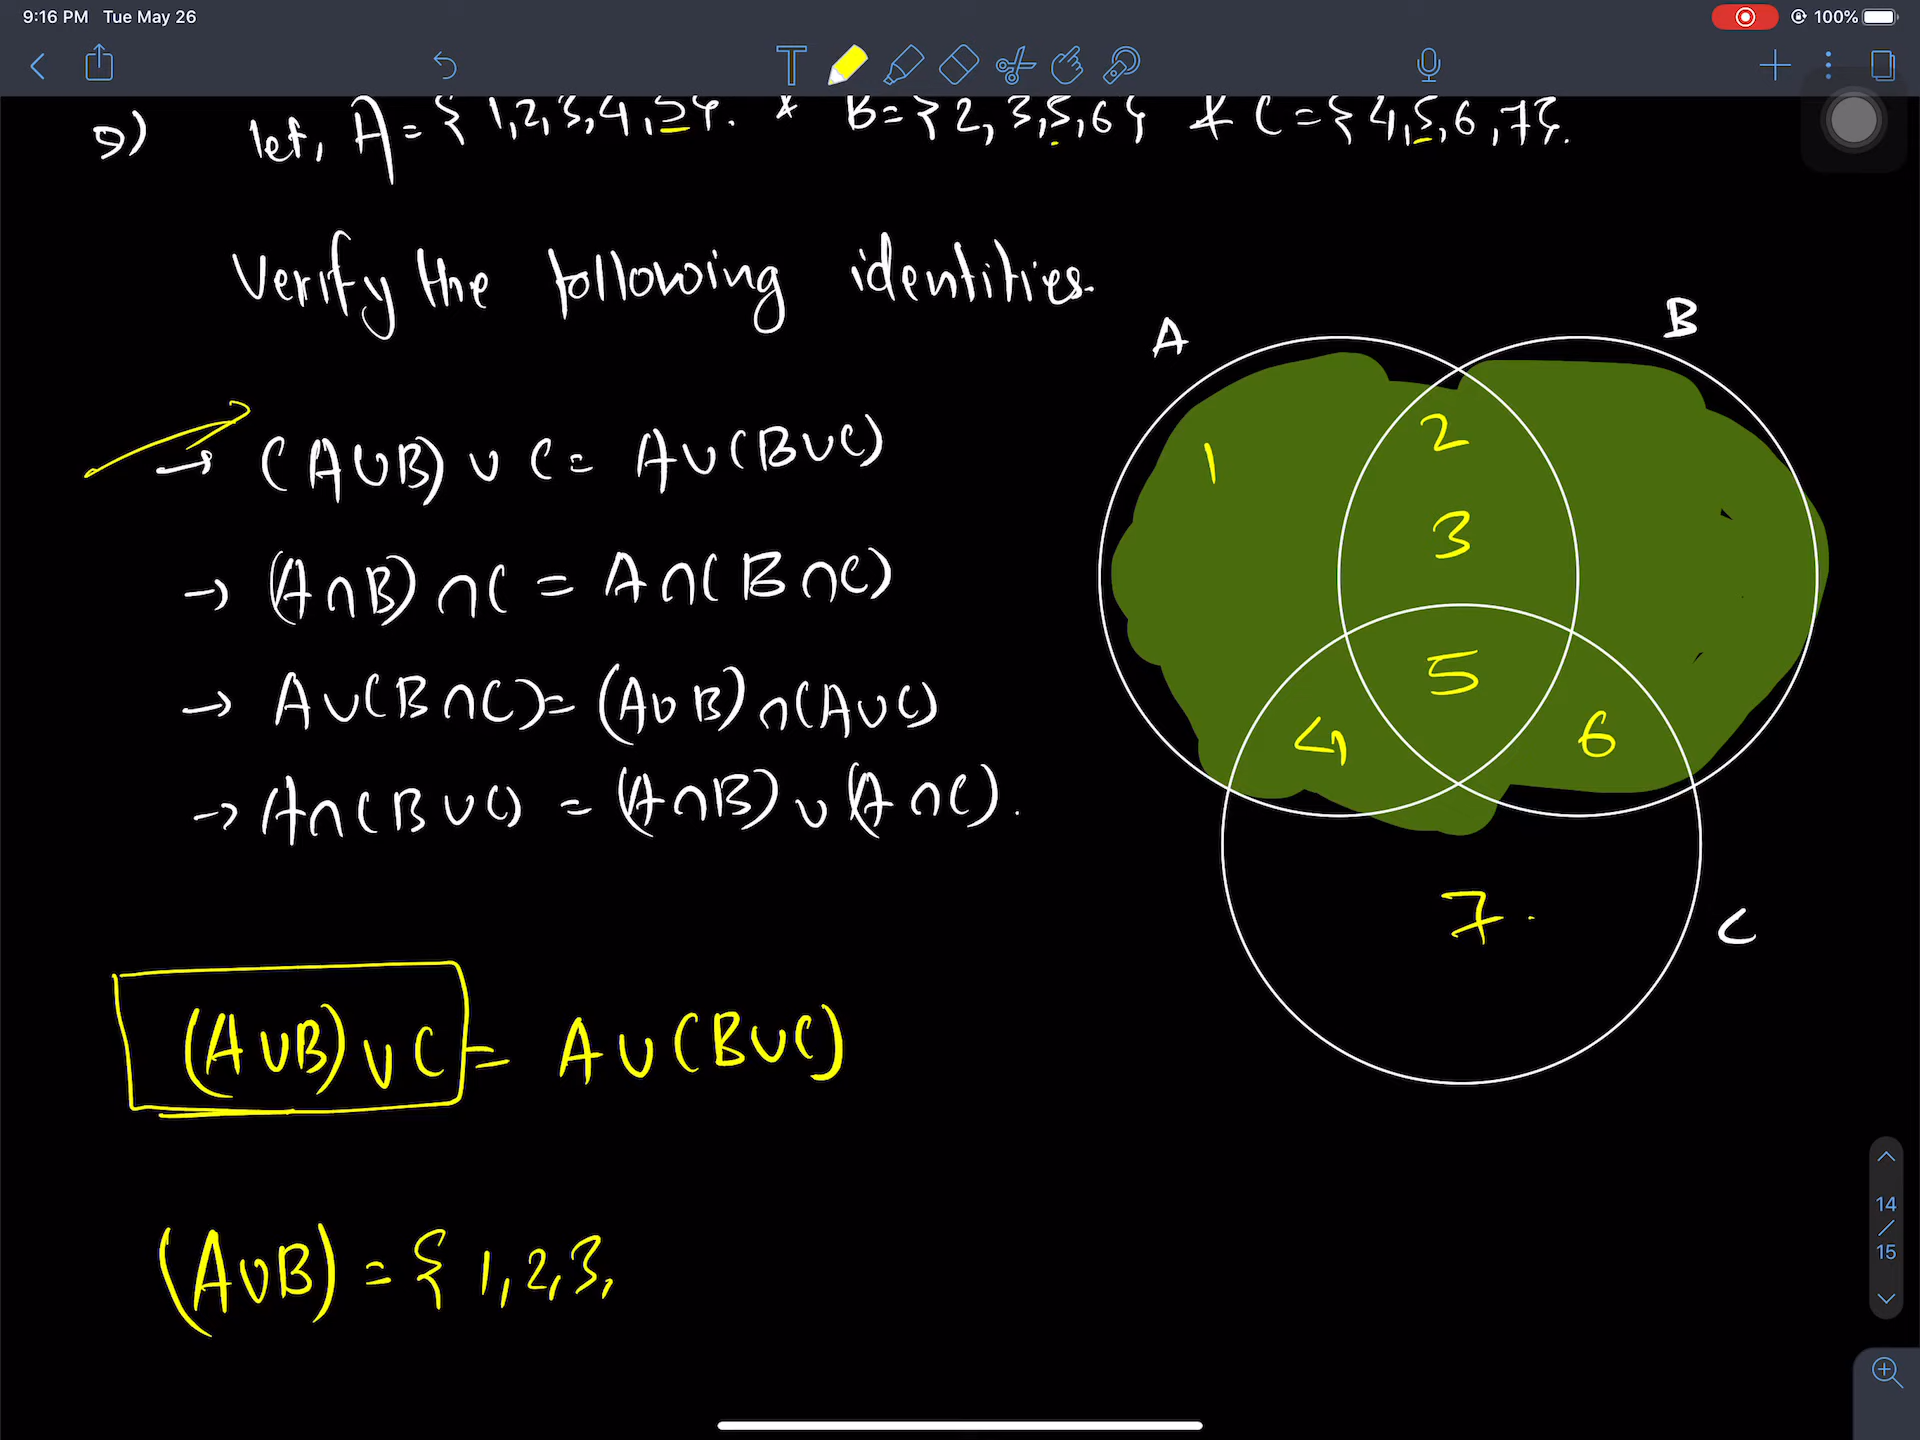 9:16 PM Tue May 26
100%
5) let, A = { 1,2,3,4,5}. * B = { 2, 3,5,6} * C = { 4,5,6,7}.
Verify the following identities.
A
B
→ (A∪B) ∪ C = A∪(B∪C)
→ (A∩B) ∩C = A∩( B∩C)
→ A∪(B∩C) = (A∪B) ∩(A∪C)
→ A∩(B∪C) = (A∩B) ∪ (A∩C).
1
2
3
5
4
6
7.
C
(A∪B) ∪ C = A∪(B∪C)
(A∪B) = { 1,2,3,
14
/
15